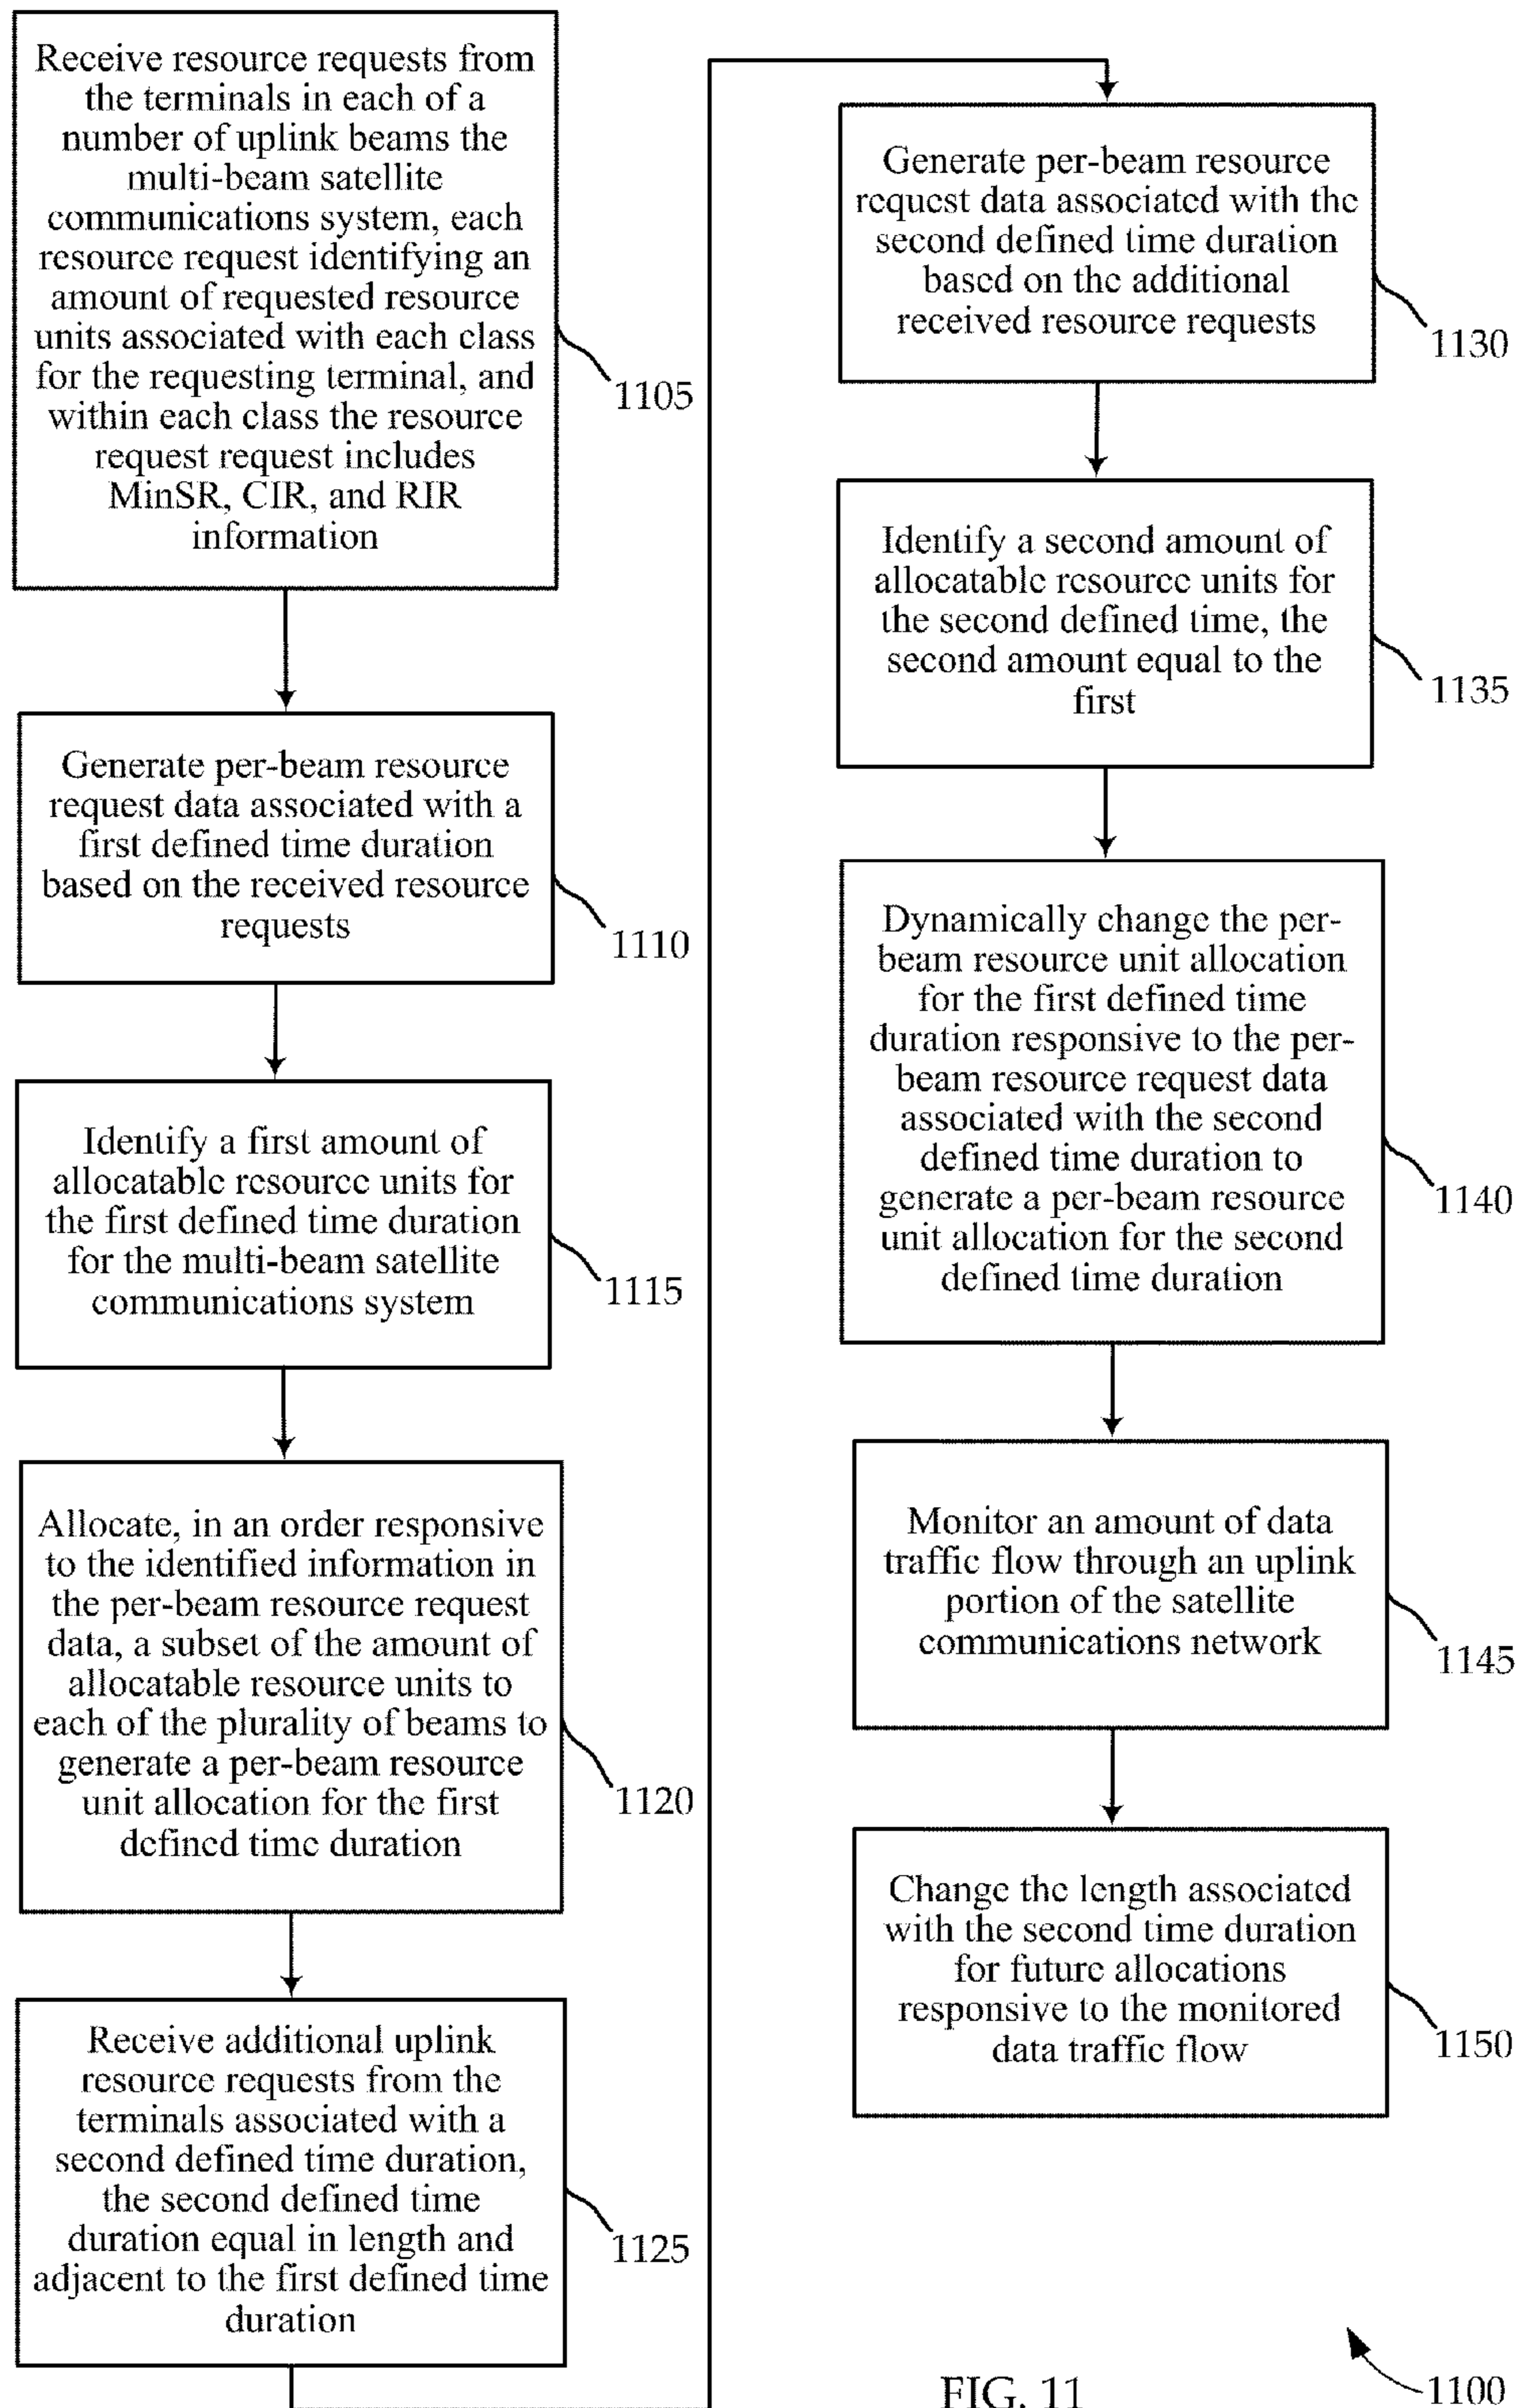 Receive resource requests from
the terminals in each of a
number of uplink beams the
multi-beam satellite
communications system, each
resource request identifying an
amount of requested resource
units associated with each class
for the requesting terminal, and
within each class the resource
request request includes
MinSR, CIR, and RIR
information
1105
Generate per-beam resource
request data associated with a
first defined time duration
based on the received resource
requests
1110
Identify a first amount of
allocatable resource units for
the first defined time duration
for the multi-beam satellite
communications system
1115
Allocate, in an order responsive
to the identified information in
the per-beam resource request
data, a subset of the amount of
allocatable resource units to
each of the plurality of beams to
generate a per-beam resource
unit allocation for the first
defined time duration
1120
Receive additional uplink
resource requests from the
terminals associated with a
second defined time duration,
the second defined time
duration equal in length and
adjacent to the first defined time
duration
1125
Generate per-beam resource
request data associated with the
second defined time duration
based on the additional
received resource requests
1130
Identify a second amount of
allocatable resource units for
the second defined time, the
second amount equal to the
first
1135
Dynamically change the per-
beam resource unit allocation
for the first defined time
duration responsive to the per-
beam resource request data
associated with the second
defined time duration to
generate a per-beam resource
unit allocation for the second
defined time duration
1140
Monitor an amount of data
traffic flow through an uplink
portion of the satellite
communications network
1145
Change the length associated
with the second time duration
for future allocations
responsive to the monitored
data traffic flow
1150
FIG. 11
1100